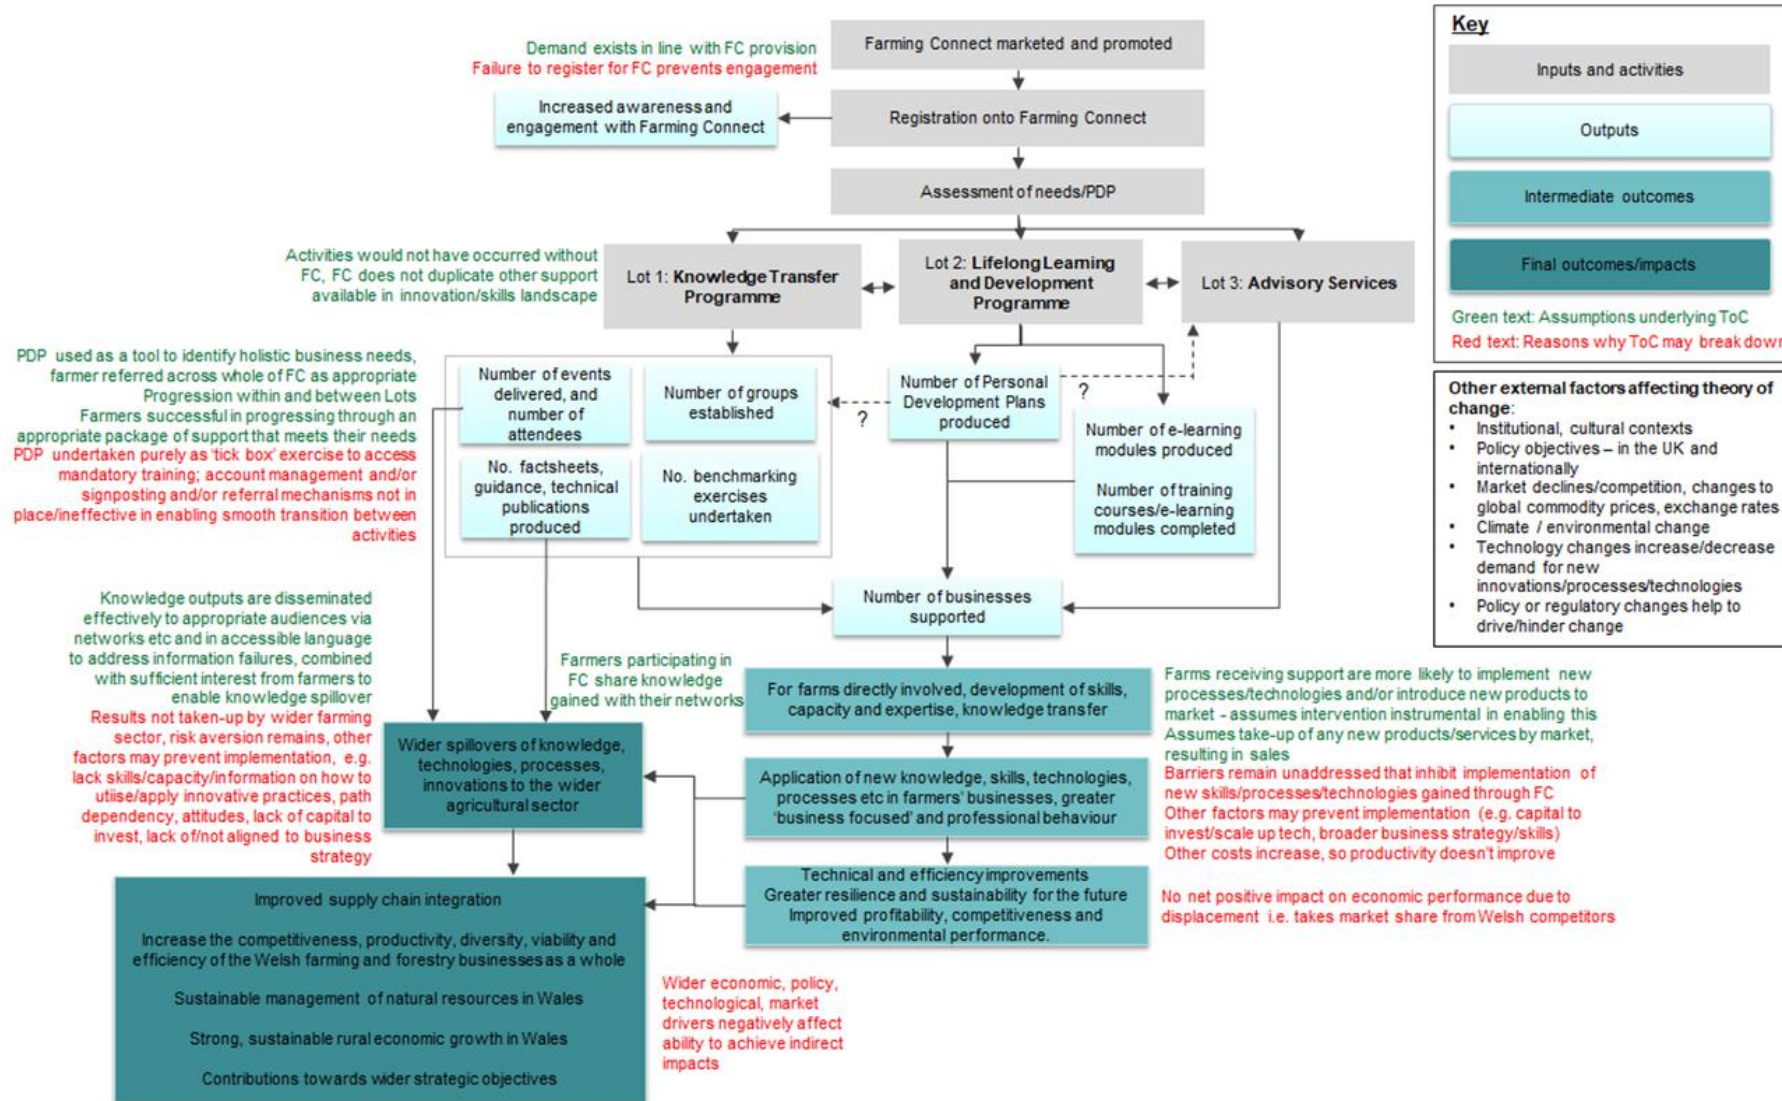 Demand exists in line with FC provision
Failure to register for FC prevents engagement
Farming Connect marketed and promoted
Increased awareness and
engagement with Farming Connect
Registration onto Farming Connect
Assessment of needs/PDP
Activities would not have occurred without
FC, FC does not duplicate other support
available in innovation/skills landscape
Lot 1: Knowledge Transfer
Programme
Lot 2: Lifelong Learning
and Development
Programme
Lot 3: Advisory Services
PDP used as a tool to identify holistic business needs,
farmer referred across whole of FC as appropriate
Progression within and between Lots
Farmers successful in progressing through an
appropriate package of support that meets their needs
PDP undertaken purely as 'tick box' exercise to access
mandatory training; account management and/or
signposting and/or referral mechanisms not in
place/ineffective in enabling smooth transition between
activities
Number of events
delivered, and
number of
attendees
Number of groups
established
No. factsheets,
guidance, technical
publications
produced
No. benchmarking
exercises
undertaken
?
Number of Personal
Development Plans
produced
?
Number of e-learning
modules produced
Number of training
courses/e-learning
modules completed
Number of businesses
supported
Knowledge outputs are disseminated
effectively to appropriate audiences via
networks etc and in accessible language
to address information failures, combined
with sufficient interest from farmers to
enable knowledge spillover
Results not taken-up by wider farming
sector, risk aversion remains, other
factors may prevent implementation, e.g.
lack skills/capacity/information on how to
utiise/apply innovative practices, path
dependency, attitudes, lack of capital to
invest, lack of/not aligned to business
strategy
Farmers participating in
FC share knowledge
gained with their networks
For farms directly involved, development of skills,
capacity and expertise, knowledge transfer
Farms receiving support are more likely to implement new
processes/technologies and/or introduce new products to
market - assumes intervention instrumental in enabling this
Assumes take-up of any new products/services by market,
resulting in sales
Barriers remain unaddressed that inhibit implementation of
new skills/processes/technologies gained through FC
Other factors may prevent implementation (e.g. capital to
invest/scale up tech, broader business strategy/skills)
Other costs increase, so productivity doesn't improve
Wider spillovers of knowledge,
technologies, processes,
innovations to the wider
agricultural sector
Application of new knowledge, skills, technologies,
processes etc in farmers' businesses, greater
'business focused' and professional behaviour
Technical and efficiency improvements
Greater resilience and sustainability for the future
Improved profitability, competitiveness and
environmental performance.
No net positive impact on economic performance due to
displacement i.e. takes market share from Welsh competitors
Improved supply chain integration
Increase the competitiveness, productivity, diversity, viability and
efficiency of the Welsh farming and forestry businesses as a whole
Sustainable management of natural resources in Wales
Strong, sustainable rural economic growth in Wales
Contributions towards wider strategic objectives
Wider economic, policy,
technological, market
drivers negatively affect
ability to achieve indirect
impacts
Key
Inputs and activities
Outputs
Intermediate outcomes
Final outcomes/impacts
Green text: Assumptions underlying ToC
Red text: Reasons why ToC may break down
Other external factors affecting theory of
change:
• Institutional, cultural contexts
• Policy objectives – in the UK and
internationally
• Market declines/competition, changes to
global commodity prices, exchange rates
• Climate / environmental change
• Technology changes increase/decrease
demand for new
innovations/processes/technologies
• Policy or regulatory changes help to
drive/hinder change